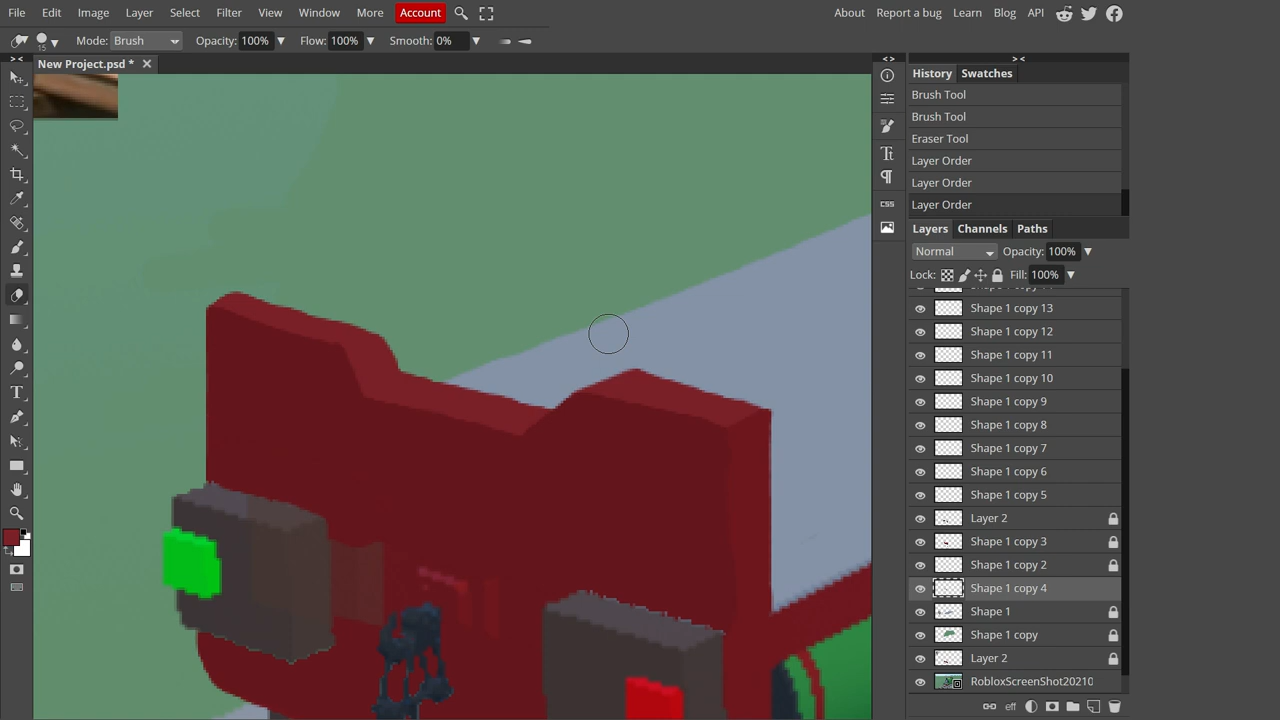 File Edit Image Layer Select Filter View Window More Account About Report a bug Learn Blog API
15 Mode: Brush Opacity: 100% Flow: 100% Smooth: 0%
> < < > > <
New Project.psd *
History Swatches
Brush Tool
Brush Tool
Eraser Tool
Layer Order
Layer Order
Layer Order
Layers Channels Paths
CSS
Normal Opacity: 100%
Lock: Fill: 100%
Shape 1 copy 13
Shape 1 copy 12
Shape 1 copy 11
Shape 1 copy 10
Shape 1 copy 9
Shape 1 copy 8
Shape 1 copy 7
Shape 1 copy 6
Shape 1 copy 5
Layer 2
Shape 1 copy 3
Shape 1 copy 2
Shape 1 copy 4
Shape 1
Shape 1 copy
Layer 2
RobloxScreenShot20210
eff